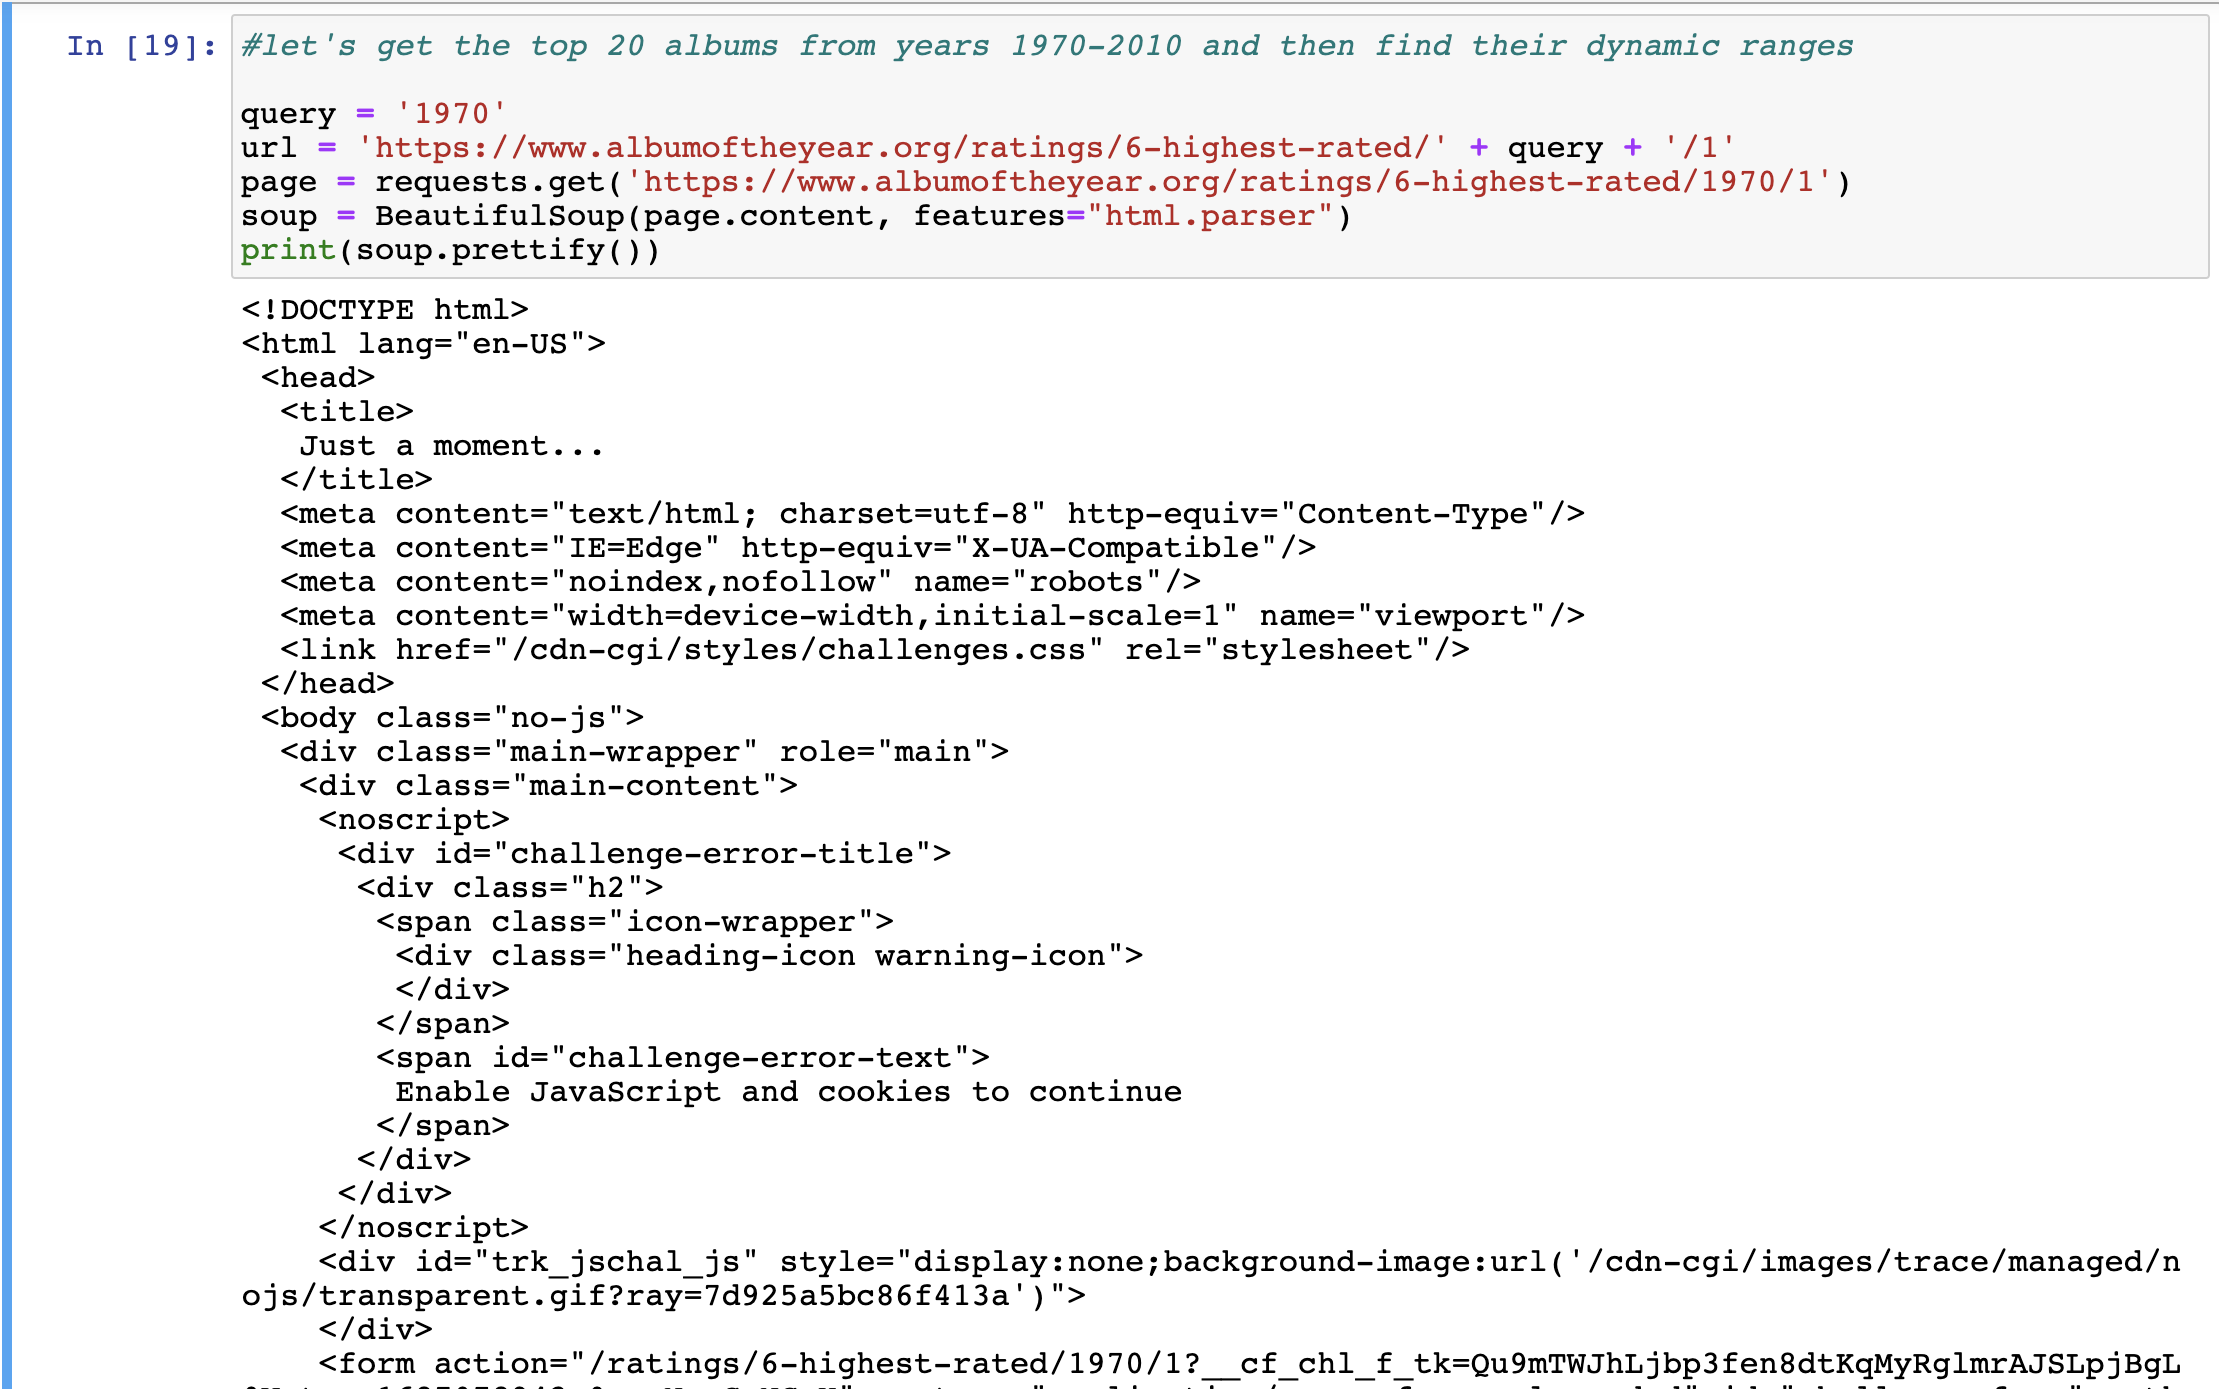 In [19]: #let's get the top 20 albums from years 1970-2010 and then find their dynamic ranges
query = '1970'
url = 'https://www.albumoftheyear.org/ratings/6-highest-rated/' + query + '/1'
page = requests.get('https://www.albumoftheyear.org/ratings/6-highest-rated/1970/1')
soup = BeautifulSoup(page.content, features="html.parser")
print(soup.prettify())
<!DOCTYPE html>
<html lang="en-US">
<head>
<title>
Just a moment...
</title>
<meta content="text/html; charset=utf-8" http-equiv="Content-Type"/>
<meta content="IE=Edge" http-equiv="X-UA-Compatible"/>
<meta content="noindex,nofollow" name="robots"/>
<meta content="width=device-width,initial-scale=1" name="viewport"/>
<link href="/cdn-cgi/styles/challenges.css" rel="stylesheet"/>
</head>
<body class="no-js">
<div class="main-wrapper" role="main">
<div class="main-content">
<noscript>
<div id="challenge-error-title">
<div class="h2">
<span class="icon-wrapper">
<div class="heading-icon warning-icon">
</div>
</span>
<span id="challenge-error-text">
Enable JavaScript and cookies to continue
</span>
</div>
</div>
</noscript>
<div id="trk_jschal_js" style="display:none;background-image:url('/cdn-cgi/images/trace/managed/n
ojs/transparent.gif?ray=7d925a5bc86f413a')">
</div>
<form action="/ratings/6-highest-rated/1970/1?__cf_chl_f_tk=Qu9mTWJhLjbp3fen8dtKqMyRglmrAJSLpjBgL